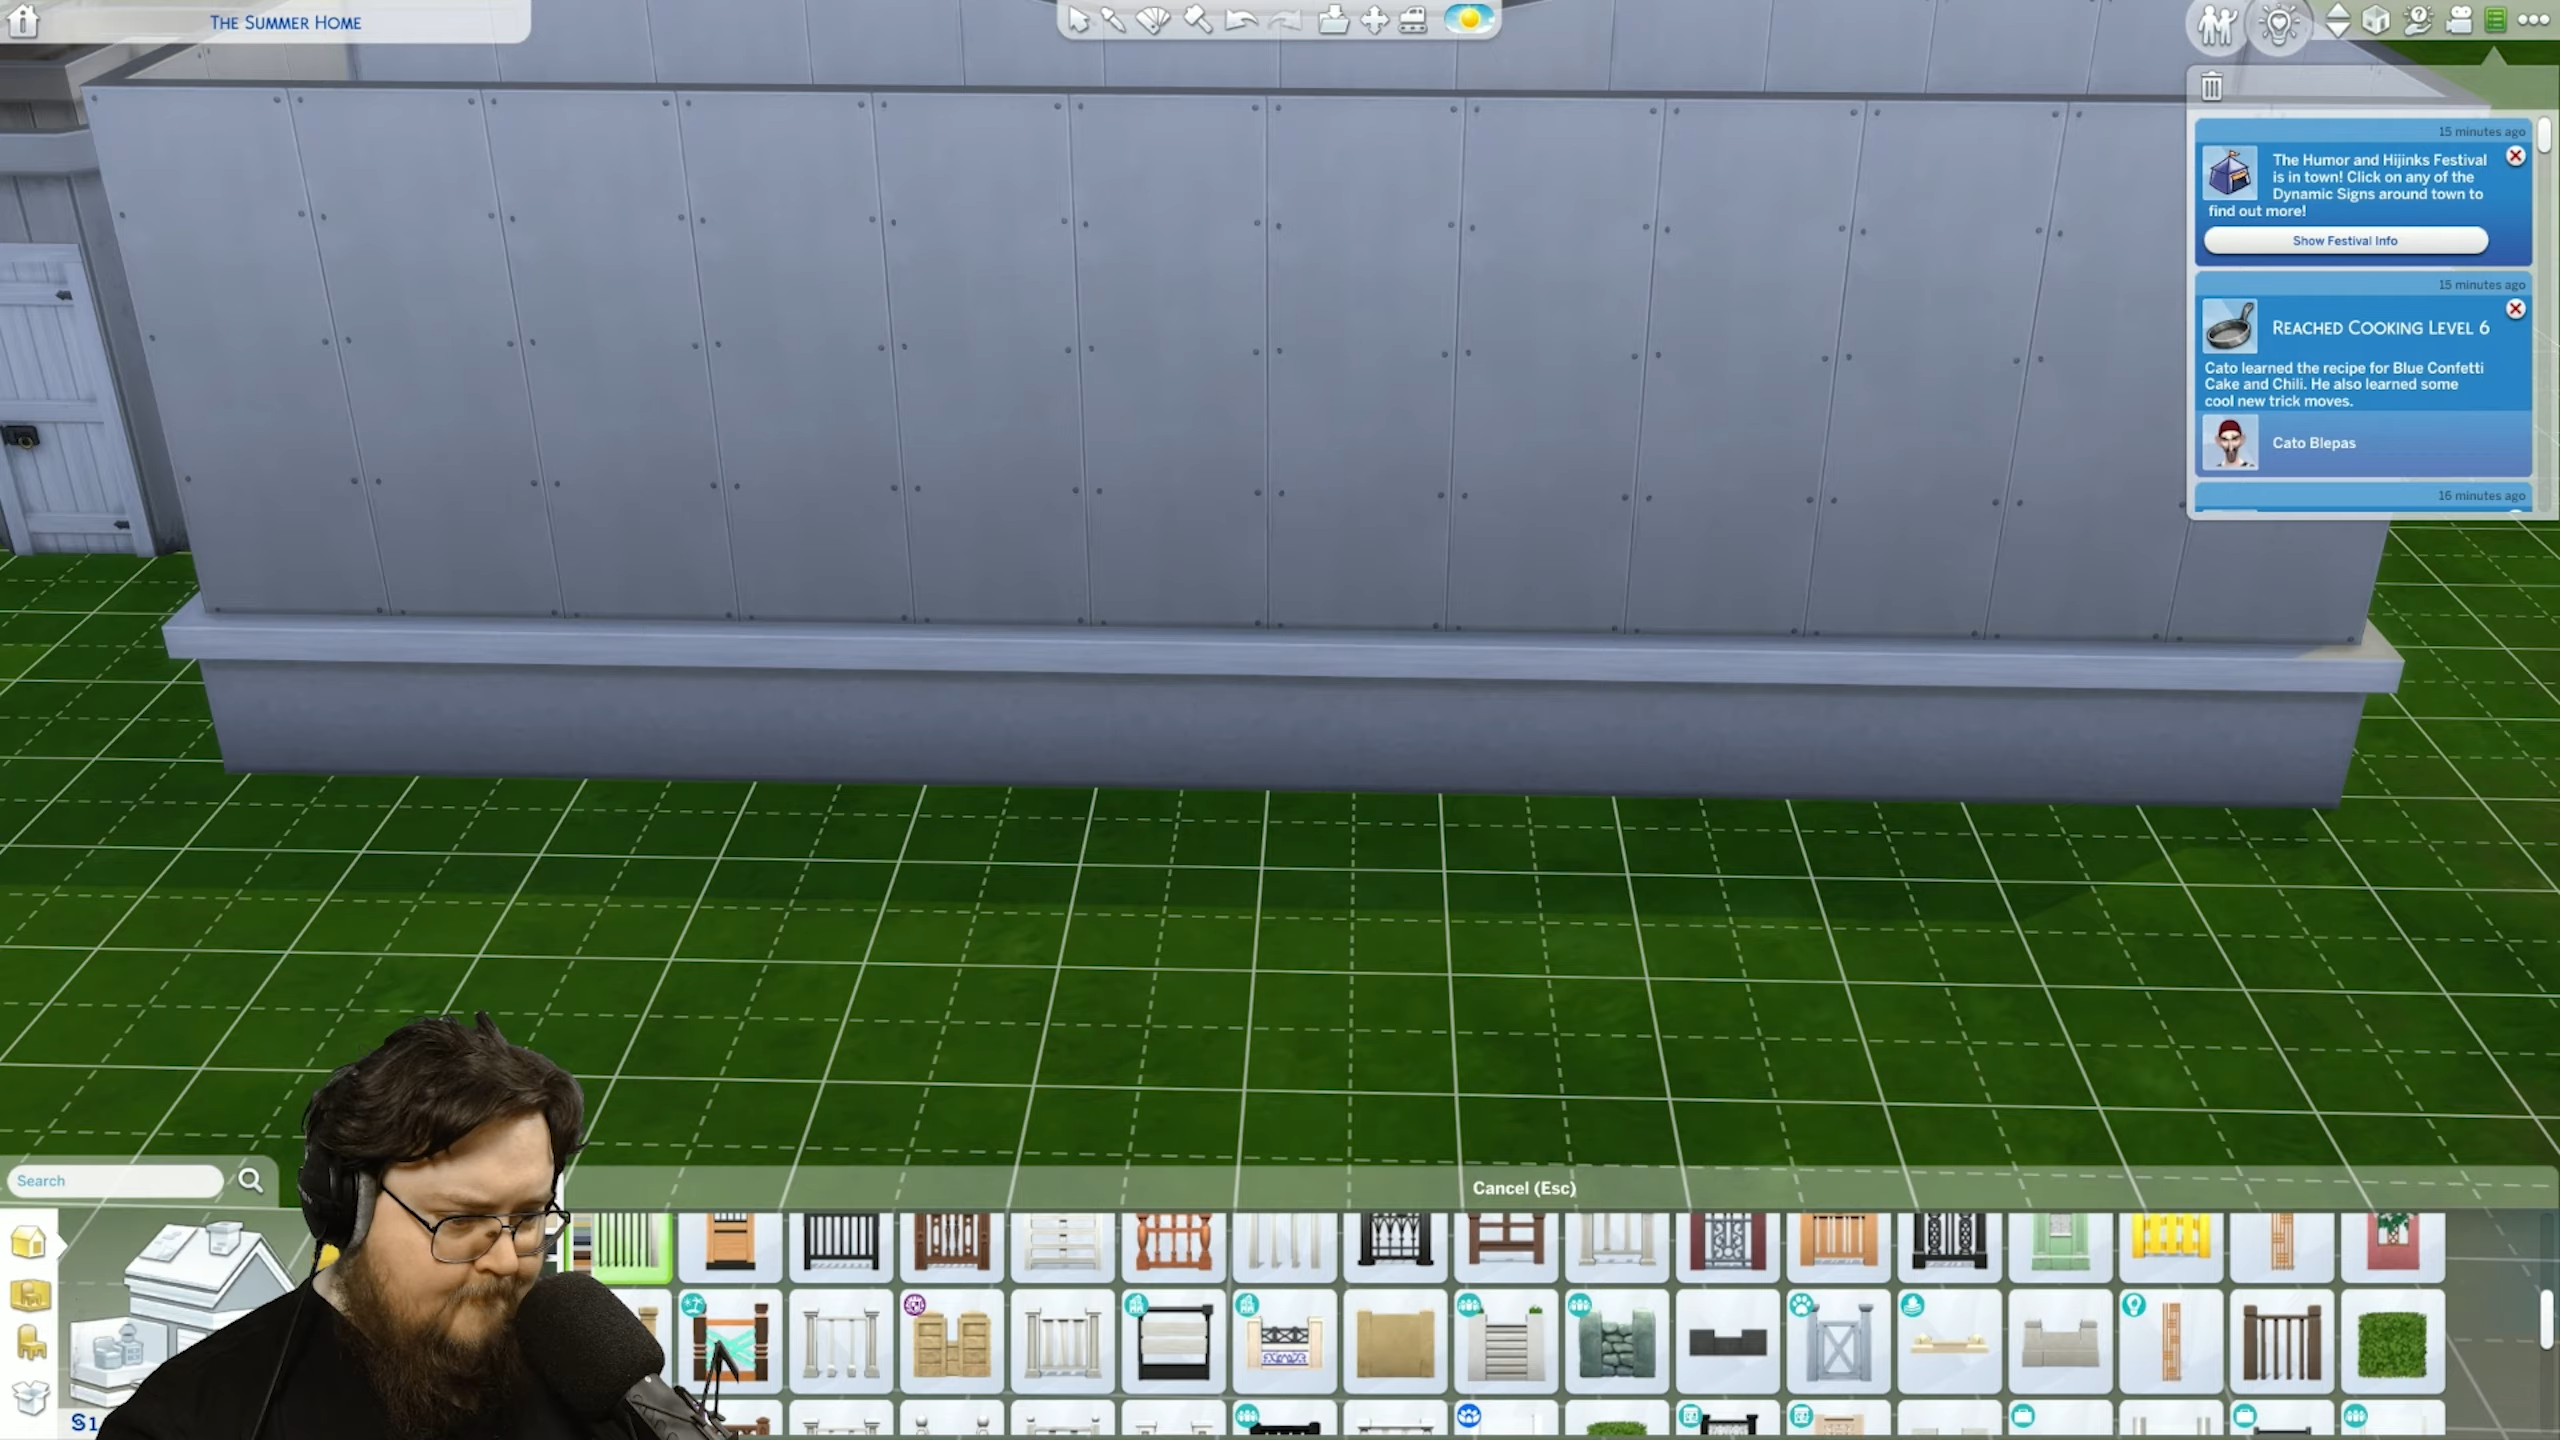 THE SUMMER HOME
15 minutes ago
The Humor and Hijinks Festival
is in town! Click on any of the
Dynamic Signs around town to
find out more!
Show Festival Info
15 minutes ago
REACHED COOKING LEVEL 6
Cato learned the recipe for Blue Confetti
Cake and Chili. He also learned some
cool new trick moves.
Cato Blepas
16 minutes ago
Search
Cancel (Esc)